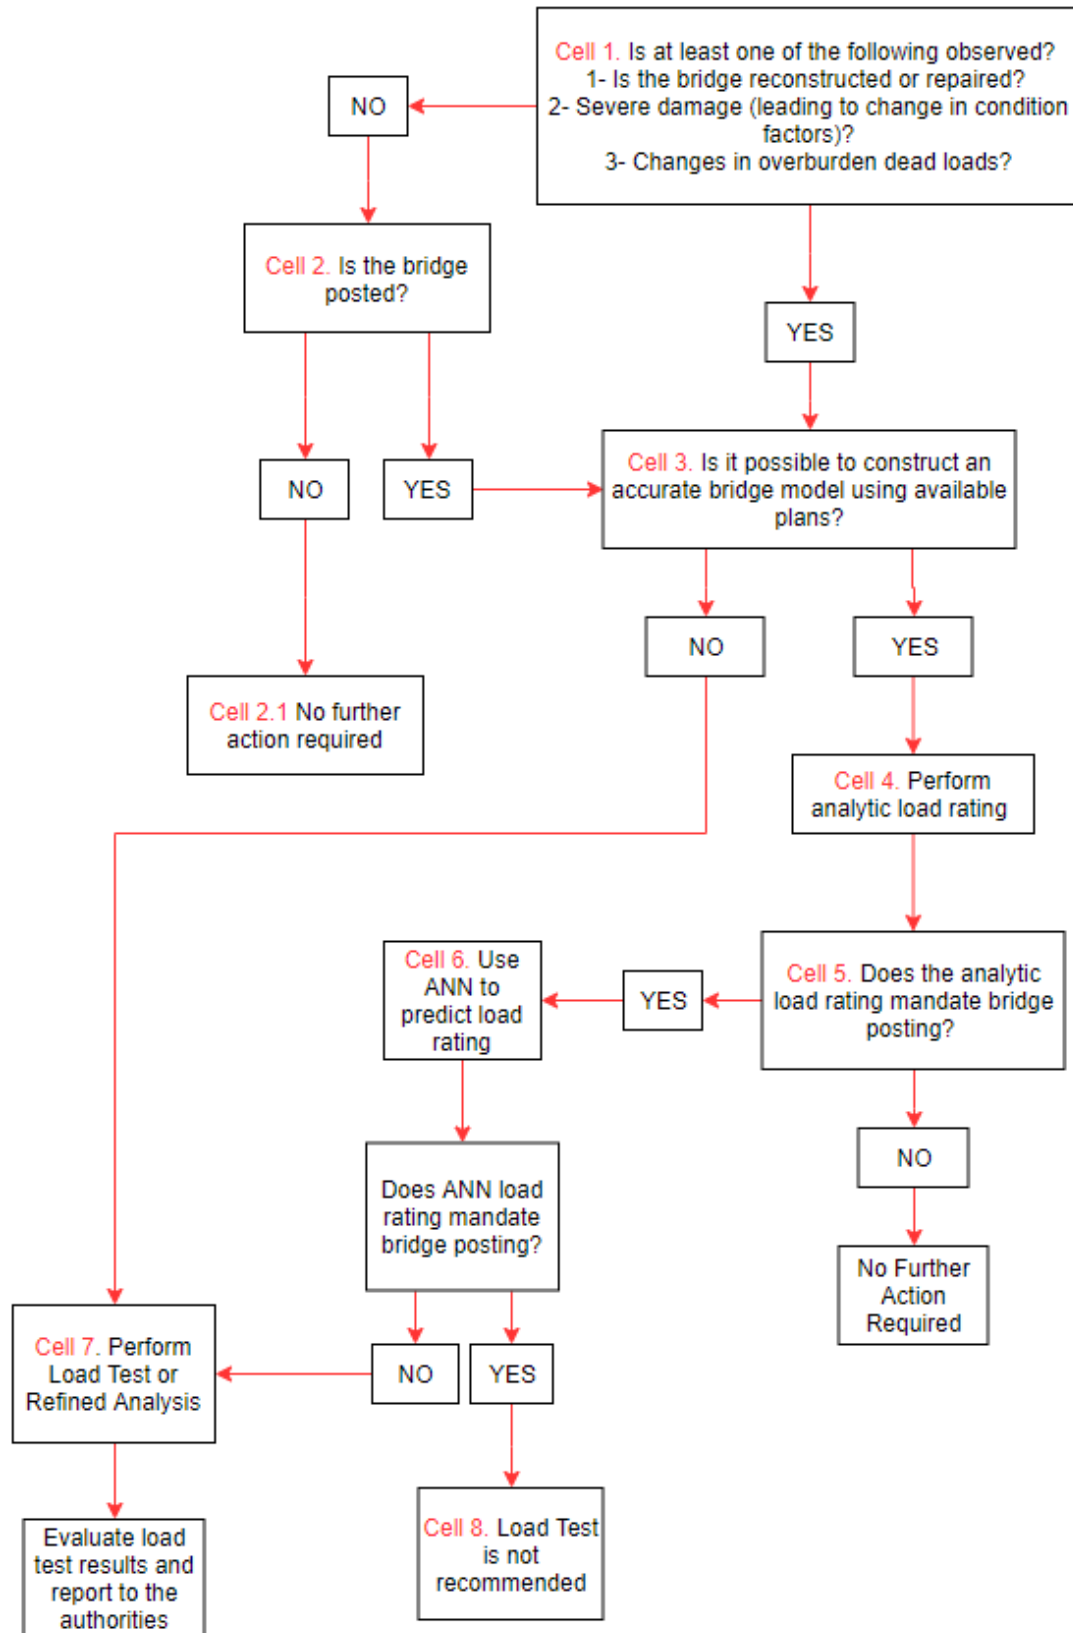 Cell 1. Is at least one of the following observed?
1- Is the bridge reconstructed or repaired?
2- Severe damage (leading to change in condition
factors)?
3- Changes in overburden dead loads?
NO
Cell 2. Is the bridge
posted?
YES
Cell 3. Is it possible to construct an
accurate bridge model using available
plans?
NO
YES
NO
YES
Cell 2.1 No further
action required
Cell 4. Perform
analytic load rating
Cell 5. Does the analytic
load rating mandate bridge
posting?
YES
Cell 6. Use
ANN to
predict load
rating
NO
Does ANN load
rating mandate
bridge posting?
No Further
Action
Required
Cell 7. Perform
Load Test or
Refined Analysis
NO
YES
Cell 8. Load Test
is not
recommended
Evaluate load
test results and
report to the
authorities